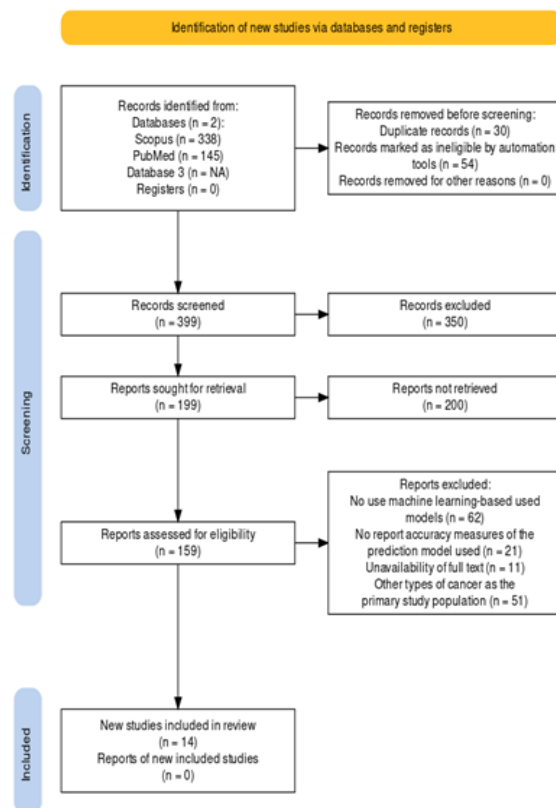 Identification of new studies via databases and registers
Identification
Records identified from:
Databases (n = 2):
Scopus (n = 338)
PubMed (n = 145)
Database 3 (n = NA)
Registers (n = 0)
Records removed before screening:
Duplicate records (n = 30)
Records marked as ineligible by automation
tools (n = 54)
Records removed for other reasons (n = 0)
Screening
Records screened
(n = 399)
Records excluded
(n = 350)
Reports sought for retrieval
(n = 199)
Reports not retrieved
(n = 200)
Reports assessed for eligibility
(n = 159)
Reports excluded:
No use machine learning-based used
models (n = 62)
No report accuracy measures of the
prediction model used (n = 21)
Unavailability of full text (n = 11)
Other types of cancer as the
primary study population (n = 51)
Included
New studies included in review
(n = 14)
Reports of new included studies
(n = 0)